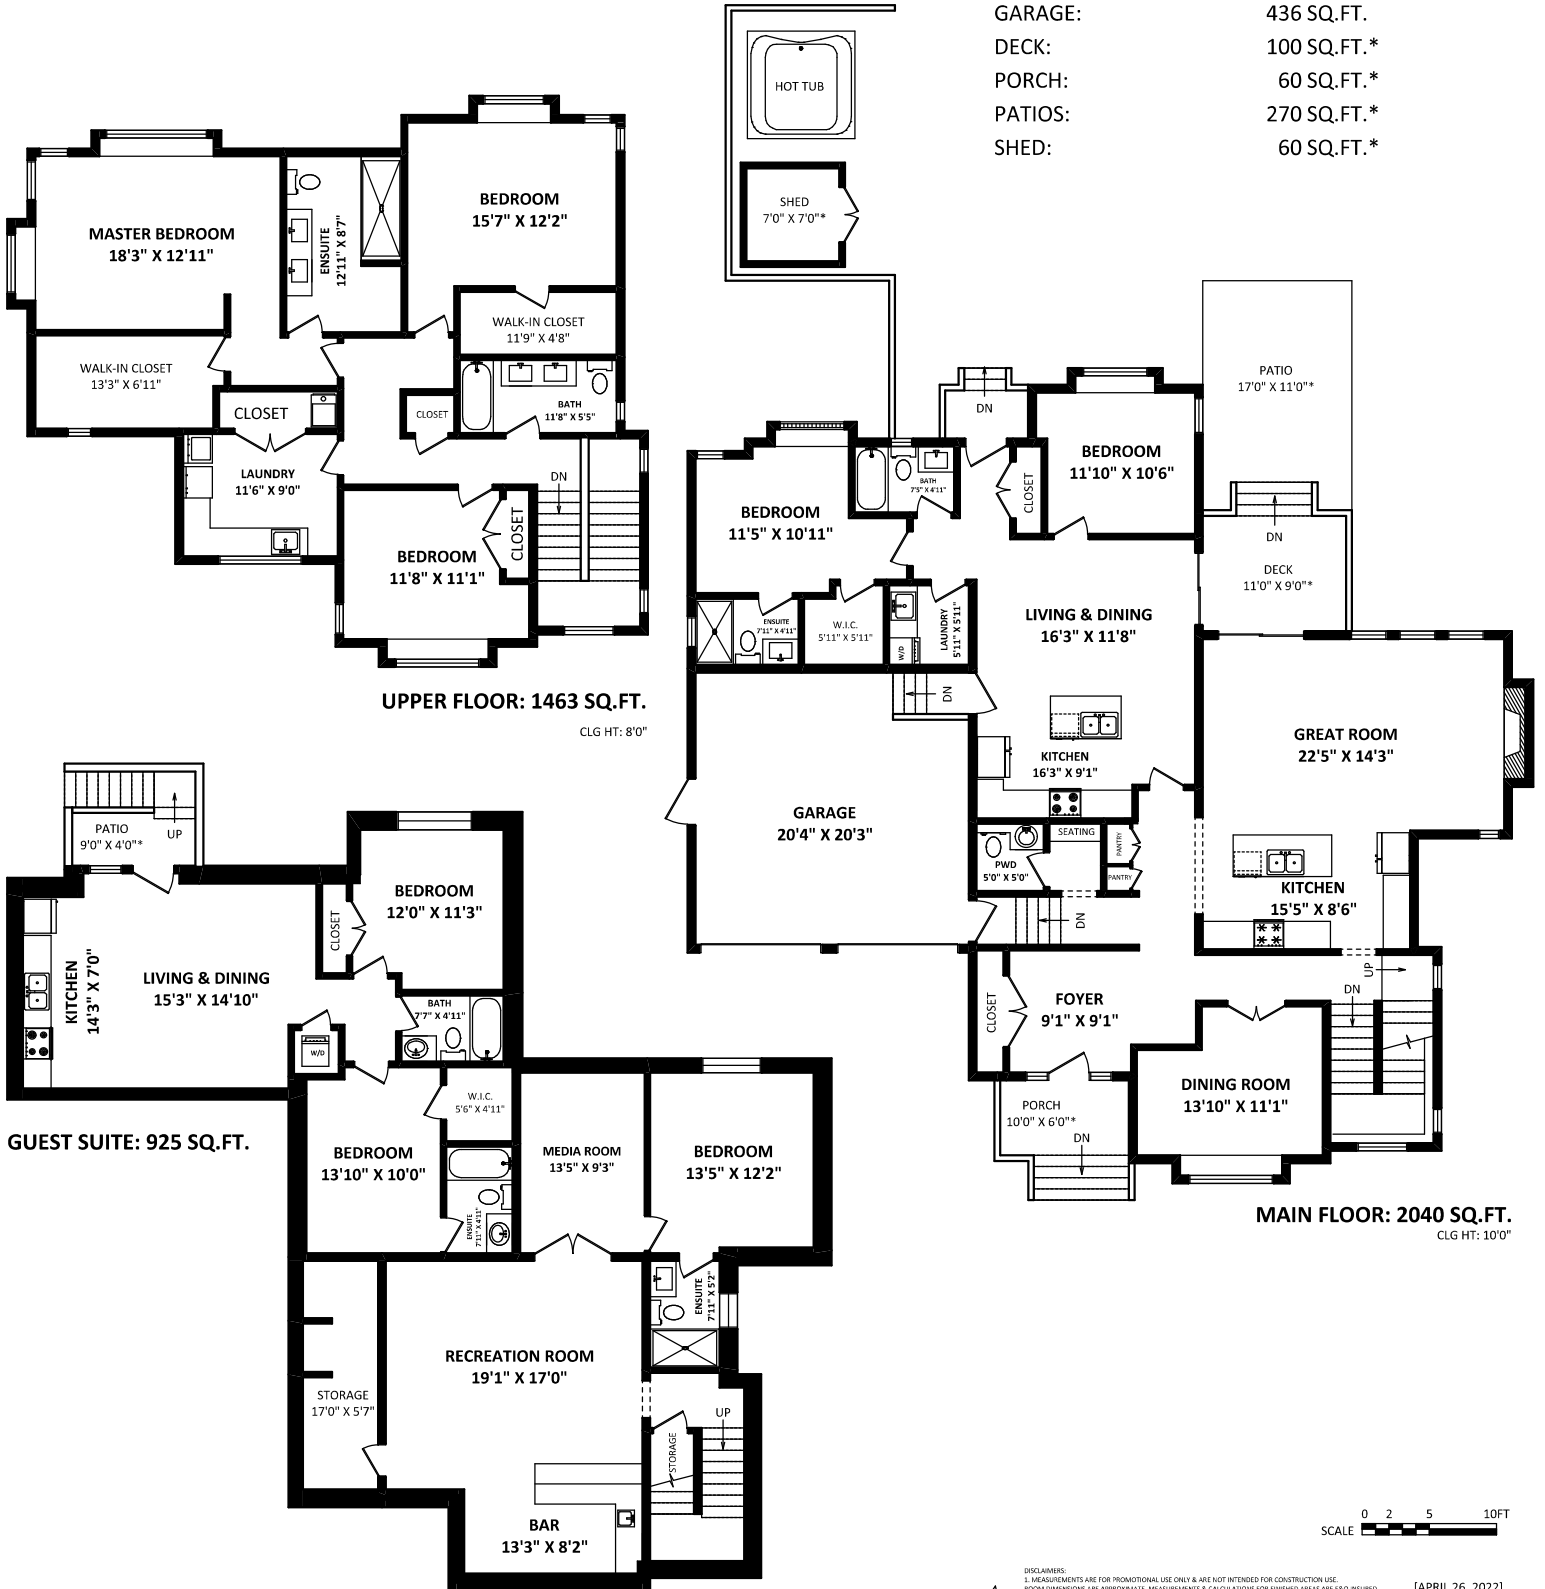 GARAGE: 436 SQ.FT.
DECK: 100 SQ.FT.*
PORCH: 60 SQ.FT.*
PATIOS: 270 SQ.FT.*
SHED: 60 SQ.FT.*
HOT TUB
SHED
7'0" X 7'0"*
MASTER BEDROOM
18'3" X 12'11"
ENSUITE
12'11" X 8'7"
BEDROOM
15'7" X 12'2"
WALK-IN CLOSET
11'9" X 4'8"
WALK-IN CLOSET
13'3" X 6'11"
CLOSET
CLOSET
BATH
11'8" X 5'5"
LAUNDRY
11'6" X 9'0"
DN
BEDROOM
11'8" X 11'1"
CLOSET
UPPER FLOOR: 1463 SQ.FT.
CLG HT: 8'0"
PATIO
17'0" X 11'0"*
DN
BEDROOM
11'10" X 10'6"
CLOSET
BATH
7'5" X 4'11"
BEDROOM
11'5" X 10'11"
DN
DECK
11'0" X 9'0"*
ENSUITE
7'11" X 4'11"
W.I.C.
5'11" X 5'11"
LAUNDRY
5'11" X 5'11"
W/D
LIVING & DINING
16'3" X 11'8"
DN
KITCHEN
16'3" X 9'1"
GREAT ROOM
22'5" X 14'3"
GARAGE
20'4" X 20'3"
PWD
5'0" X 5'0"
SEATING
PANTRY
PANTRY
KITCHEN
15'5" X 8'6"
DN
CLOSET
FOYER
9'1" X 9'1"
UP
DN
DINING ROOM
13'10" X 11'1"
PORCH
10'0" X 6'0"*
DN
MAIN FLOOR: 2040 SQ.FT.
CLG HT: 10'0"
PATIO
9'0" X 4'0"*
UP
BEDROOM
12'0" X 11'3"
CLOSET
KITCHEN
14'3" X 7'0"
LIVING & DINING
15'3" X 14'10"
BATH
7'7" X 4'11"
W/D
GUEST SUITE: 925 SQ.FT.
W.I.C.
5'6" X 4'11"
BEDROOM
13'10" X 10'0"
MEDIA ROOM
13'5" X 9'3"
BEDROOM
13'5" X 12'2"
ENSUITE
7'11" X 4'11"
ENSUITE
7'11" X 5'2"
RECREATION ROOM
19'1" X 17'0"
STORAGE
17'0" X 5'7"
UP
STORAGE
BAR
13'3" X 8'2"
0 2 5 10FT
SCALE
DISCLAIMERS:
1. MEASUREMENTS ARE FOR PROMOTIONAL USE ONLY & ARE NOT INTENDED FOR CONSTRUCTION USE.
ROOM DIMENSIONS ARE APPROXIMATE. MEASUREMENTS & CALCULATIONS FOR FINISHED AREAS ARE E&O INSURED
[APRIL 26, 2022]